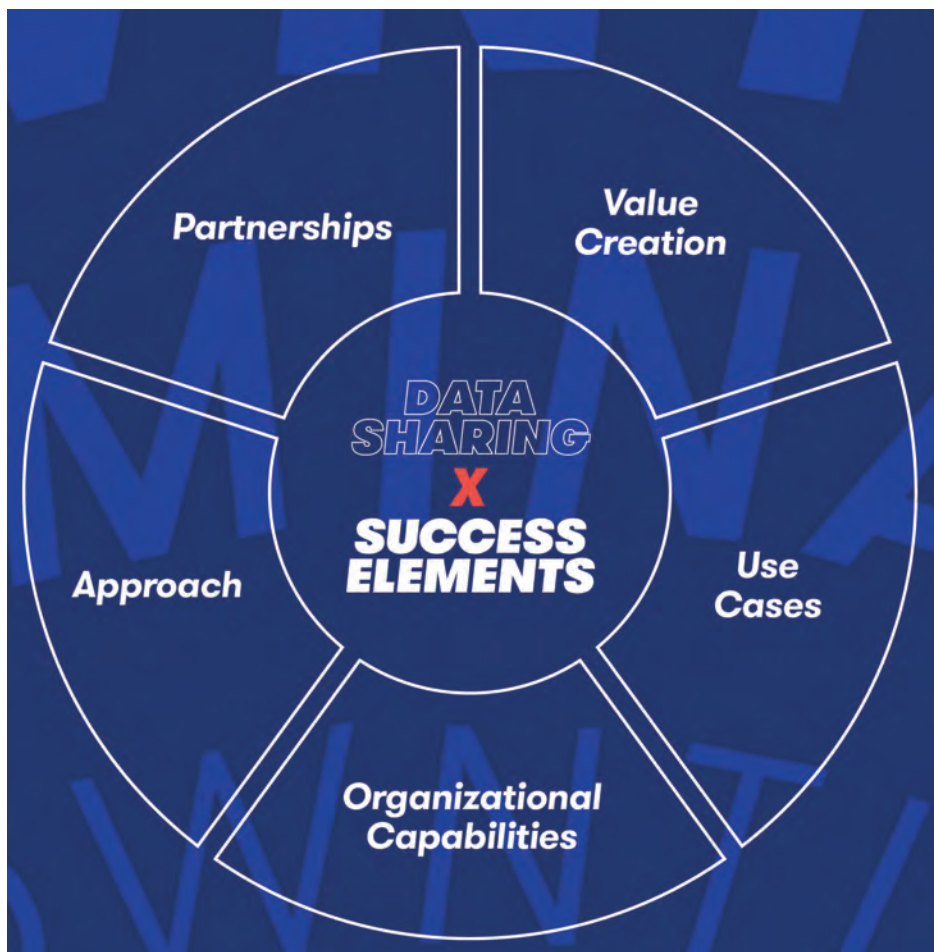 Partnerships
Value
Creation
DATA
SHARING
X
SUCCESS
ELEMENTS
Approach
Use
Cases
Organizational
Capabilities